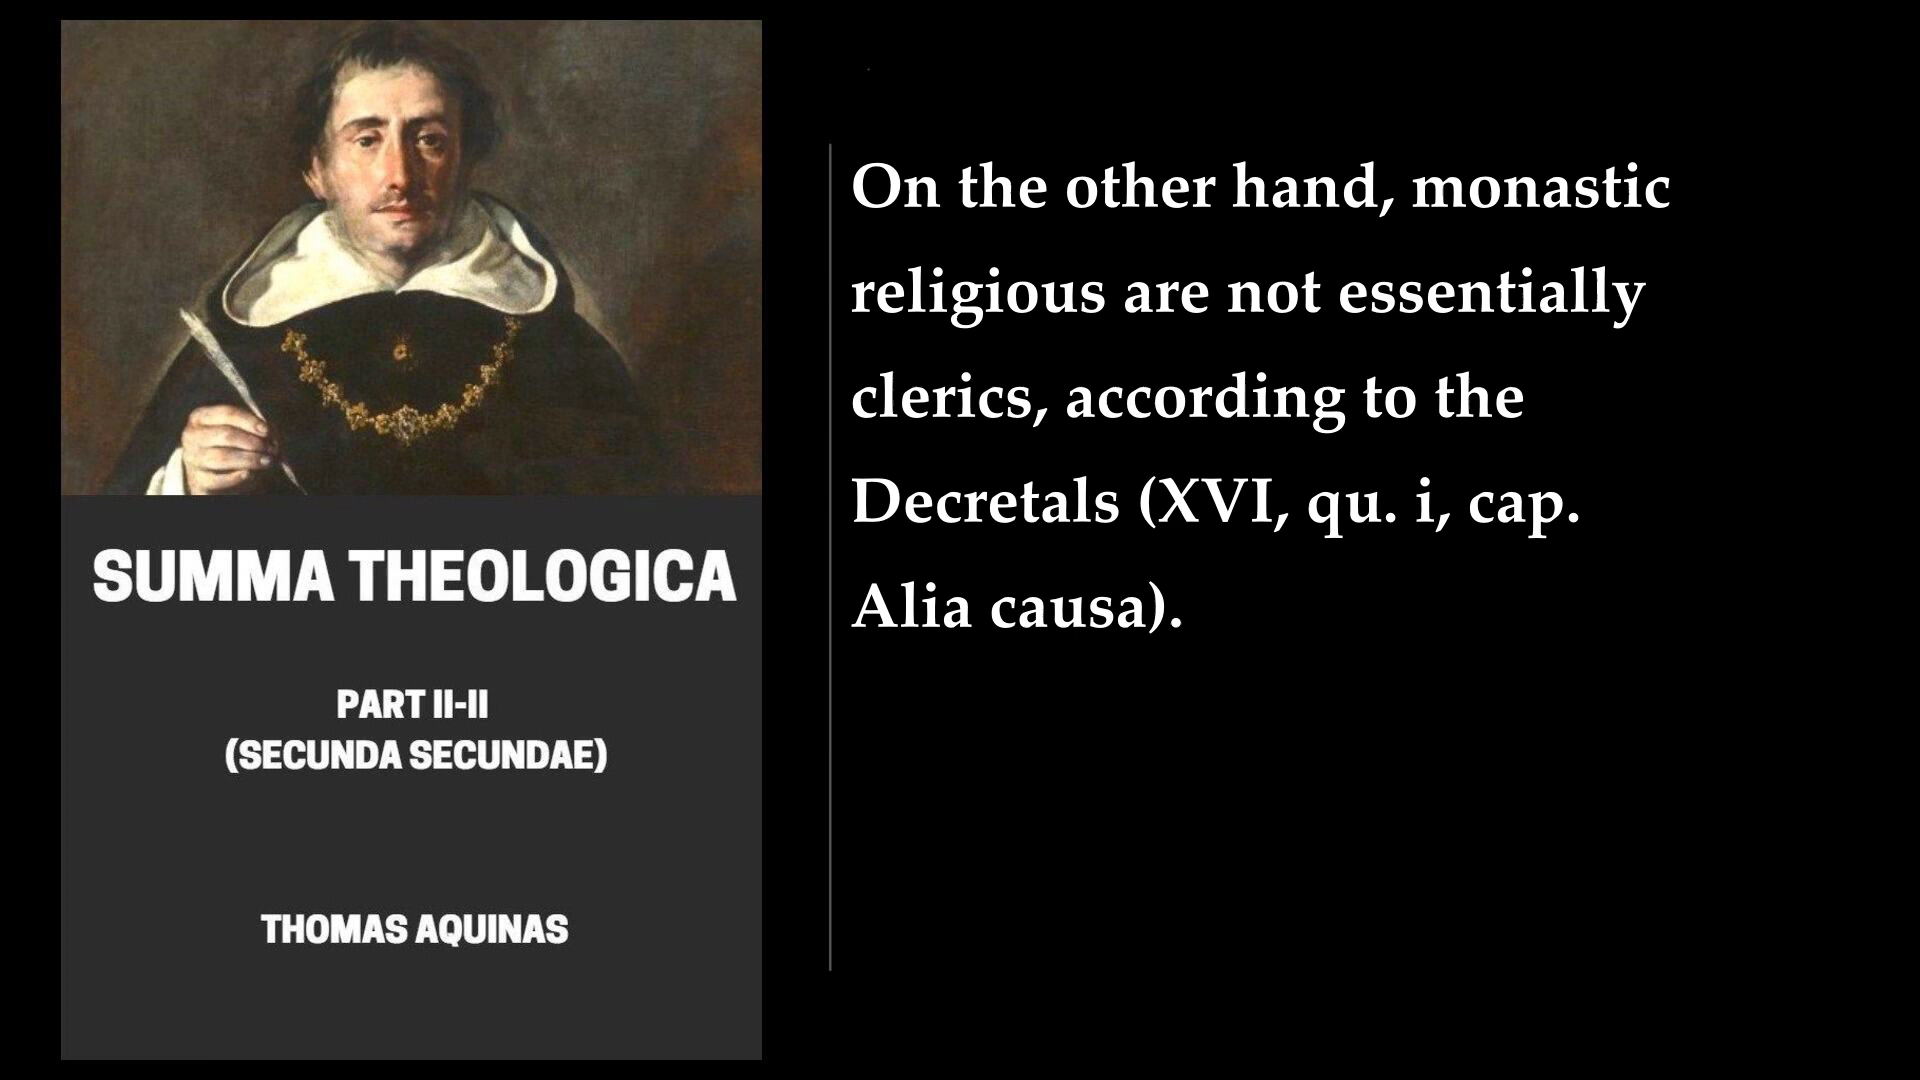 SUMMA THEOLOGICA
PART II-II
(SECUNDA SECUNDAE)
THOMAS AQUINAS
On the other hand, monastic
religious are not essentially
clerics, according to the
Decretals (XVI, qu. i, cap.
Alia causa).